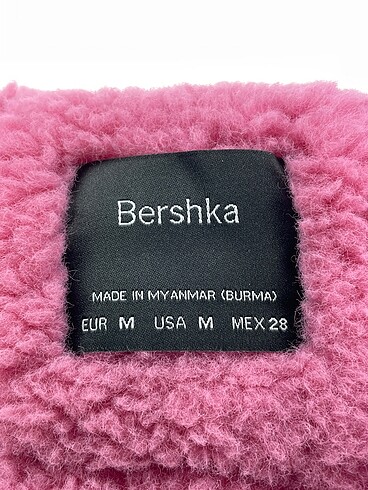 Bershka
MADE IN MYANMAR (BURMA)
EUR M USA M MEX 28